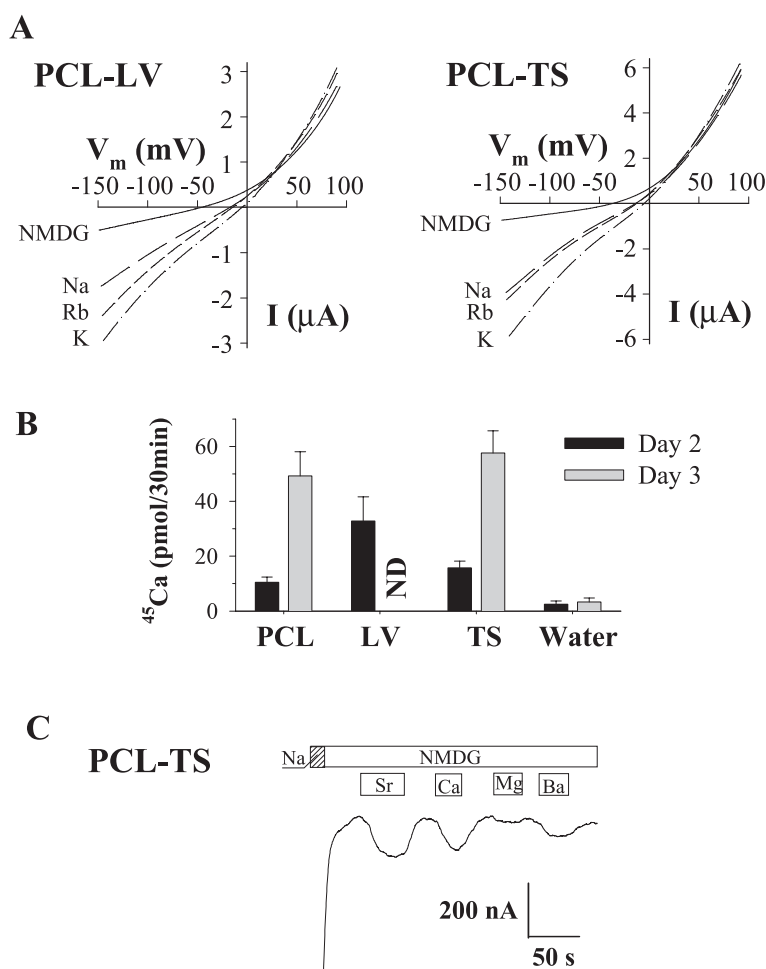 A
PCL-LV
3
2
1
V_m (mV)
-150 -100 -50 50 100
NMDG
Na
Rb
K
-1
-2
-3
I (μA)
PCL-TS
6
4
2
V_m (mV)
-150 -100 -50 50 100
NMDG
Na
Rb
K
-2
-4
-6
I (μA)
B
⁴⁵Ca (pmol/30min)
60
40
20
0
ND
PCL LV TS Water
Day 2
Day 3
C
PCL-TS
Na NMDG
Sr Ca Mg Ba
200 nA
50 s